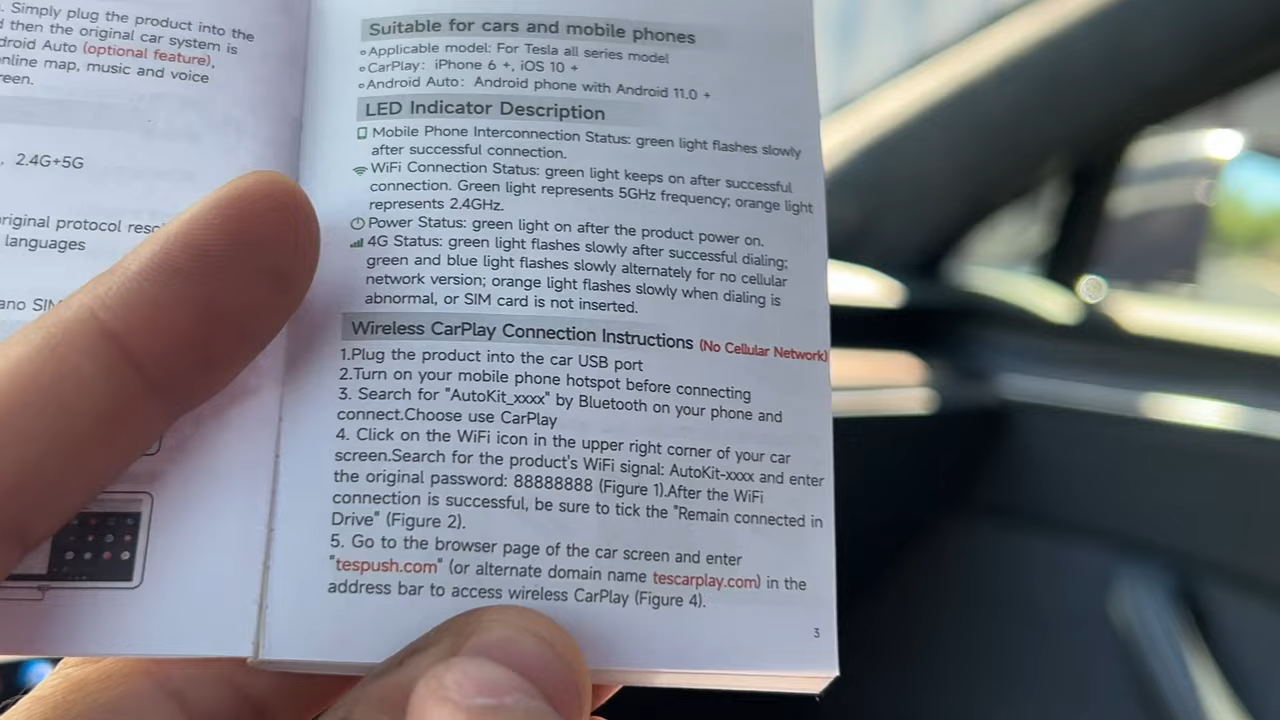 . Simply plug the product into the
then the original car system is
droid Auto (optional feature),
nline map, music and voice
reen.
, 2.4G+5G
riginal protocol reso
languages
ano SIM
Suitable for cars and mobile phones
Applicable model: For Tesla all series model
CarPlay: iPhone 6 +, iOS 10 +
Android Auto: Android phone with Android 11.0 +
LED Indicator Description
Mobile Phone Interconnection Status: green light flashes slowly
after successful connection.
WiFi Connection Status: green light keeps on after successful
connection. Green light represents 5GHz frequency; orange light
represents 2.4GHz.
Power Status: green light on after the product power on.
4G Status: green light flashes slowly after successful dialing;
green and blue light flashes slowly alternately for no cellular
network version; orange light flashes slowly when dialing is
abnormal, or SIM card is not inserted.
Wireless CarPlay Connection Instructions (No Cellular Network)
1.Plug the product into the car USB port
2.Turn on your mobile phone hotspot before connecting
3. Search for "AutoKit_xxxx" by Bluetooth on your phone and
connect.Choose use CarPlay
4. Click on the WiFi icon in the upper right corner of your car
screen.Search for the product's WiFi signal: AutoKit-xxxx and enter
the original password: 88888888 (Figure 1).After the WiFi
connection is successful, be sure to tick the "Remain connected in
Drive" (Figure 2).
5. Go to the browser page of the car screen and enter
"tespush.com" (or alternate domain name tescarplay.com) in the
address bar to access wireless CarPlay (Figure 4).
3